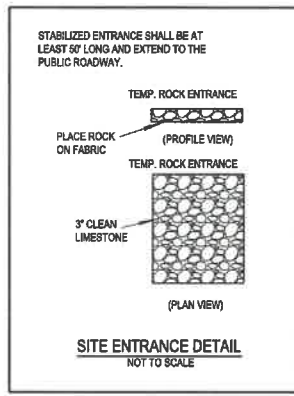 STABILIZED ENTRANCE SHALL BE AT
LEAST 50' LONG AND EXTEND TO THE
PUBLIC ROADWAY.
TEMP. ROCK ENTRANCE
PLACE ROCK
ON FABRIC
(PROFILE VIEW)
TEMP. ROCK ENTRANCE
3" CLEAN
LIMESTONE
(PLAN VIEW)
SITE ENTRANCE DETAIL
NOT TO SCALE